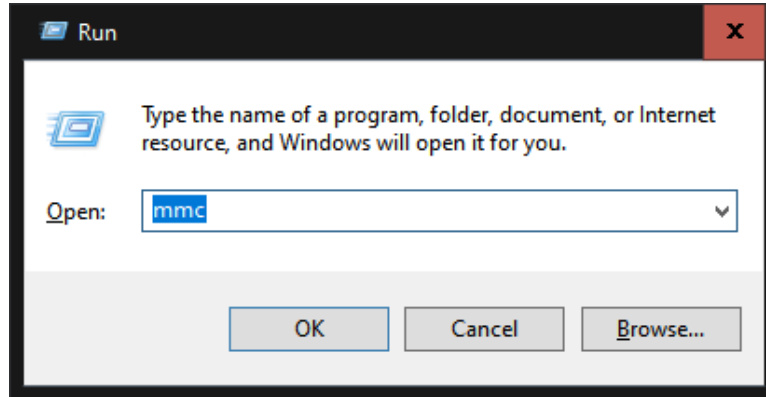 Run
Type the name of a program, folder, document, or Internet
resource, and Windows will open it for you.
Open: mmc
OK Cancel Browse...